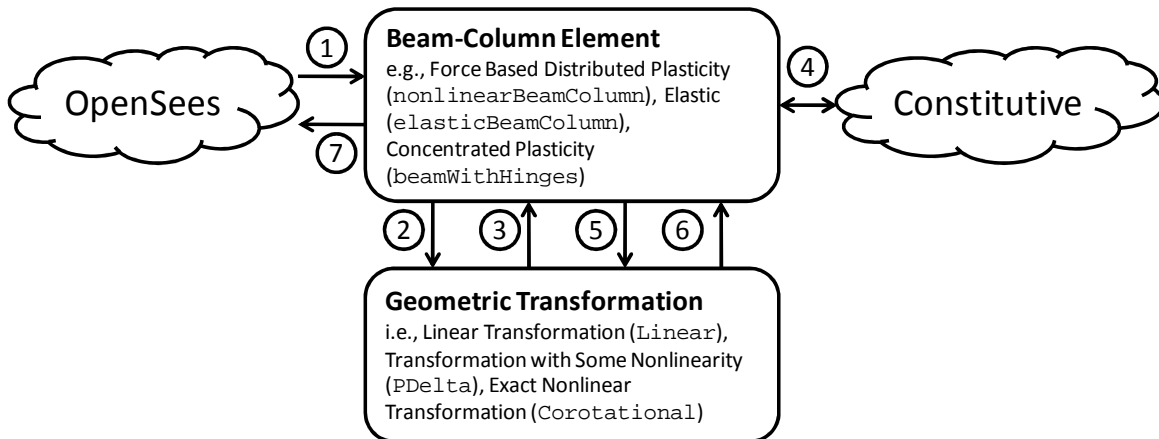 Beam-Column Element
e.g., Force Based Distributed Plasticity
(nonlinearBeamColumn), Elastic
(elasticBeamColumn),
Concentrated Plasticity
(beamWithHinges)
1
OpenSees
7
4
Constitutive
2
3
5
6
Geometric Transformation
i.e., Linear Transformation (Linear),
Transformation with Some Nonlinearity
(PDelta), Exact Nonlinear
Transformation (Corotational)